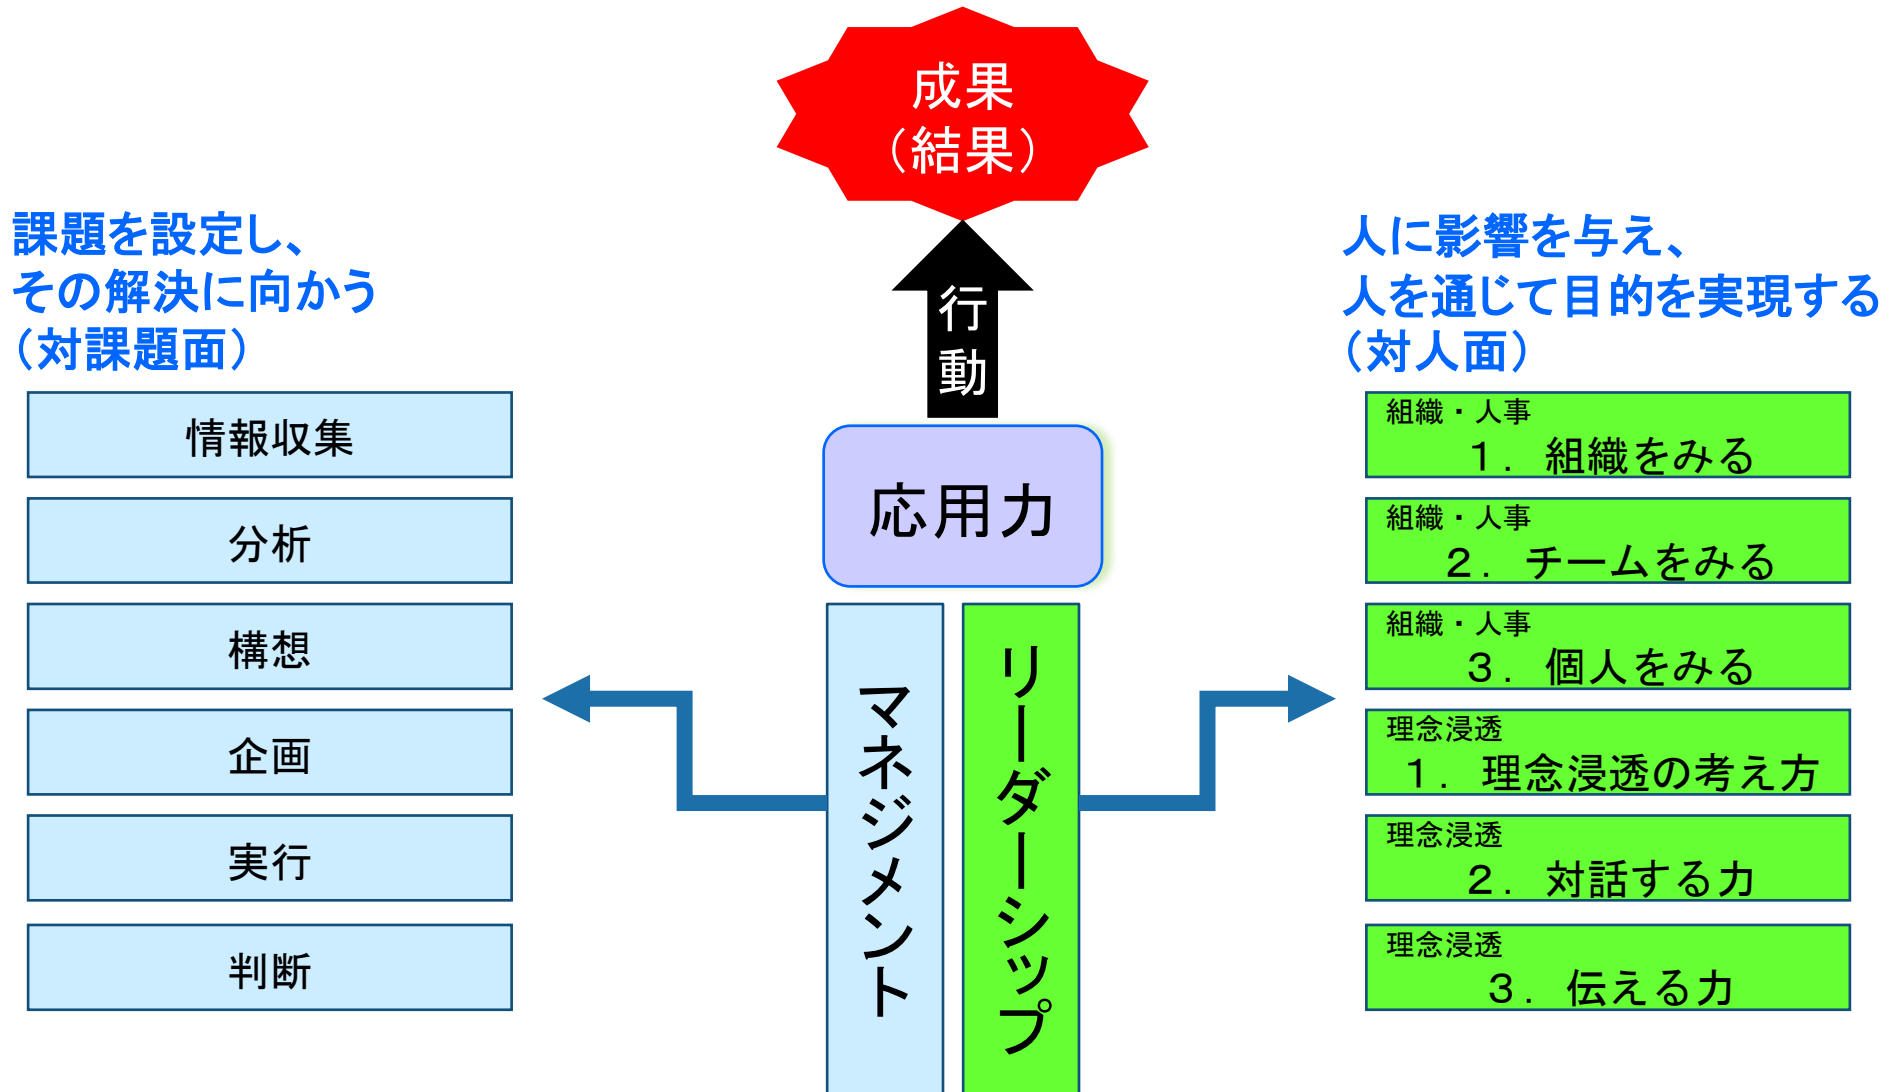 成果
（結果）
課題を設定し、
その解決に向かう
（対課題面）
情報収集
分析
構想
企画
実行
判断
行動
応用力
マネジメント
リーダーシップ
人に影響を与え、
人を通じて目的を実現する
（対人面）
組織・人事
１．組織をみる
組織・人事
２．チームをみる
組織・人事
３．個人をみる
理念浸透
１．理念浸透の考え方
理念浸透
２．対話する力
理念浸透
３．伝える力